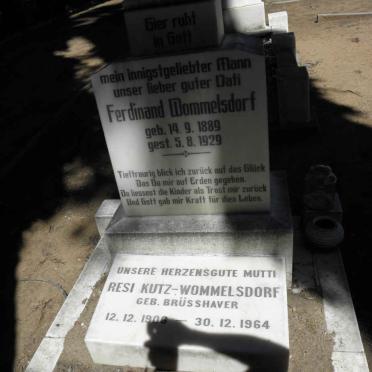 Hier ruht
in Gott
mein innigstgeliebter Mann
unser lieber guter Vati
Ferdinand Wommelsdorf
geb. 14. 9. 1889
gest. 5. 8. 1929
Tieftraurig blick ich zurück auf das Glück
Das Du mir auf Erden gegeben.
Du liessest die Kinder als Trost mir zurück
Und Gott gab mir Kraft für dies Leben.
UNSERE HERZENSGUTE MUTTI
RESI KUTZ-WOMMELSDORF
GEB. BRÜSSHAVER
12. 12. 1900 — 30. 12. 1964